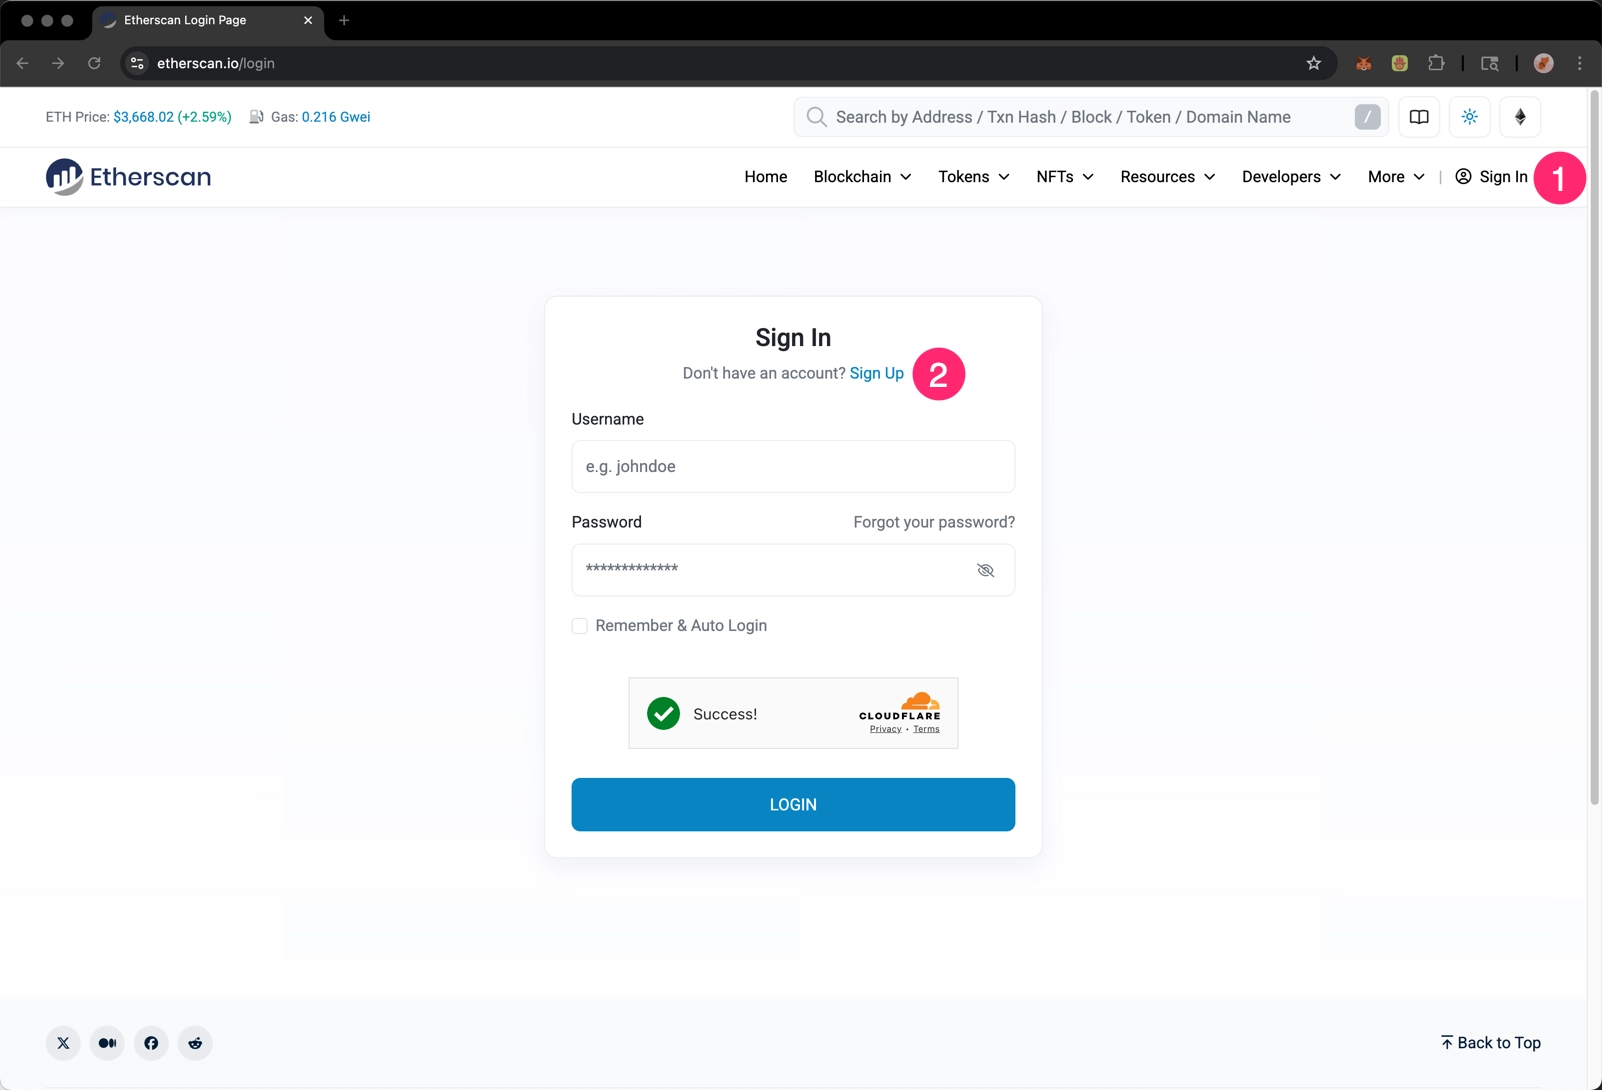 Etherscan Login Page
etherscan.io/login
ETH Price: $3,668.02 (+2.59%) Gas: 0.216 Gwei
Search by Address / Txn Hash / Block / Token / Domain Name /
Etherscan
Home Blockchain Tokens NFTs Resources Developers More | Sign In 1
Sign In
Don't have an account? Sign Up 2
Username
e.g. johndoe
Password Forgot your password?
*************
Remember & Auto Login
Success!
CLOUDFLARE
Privacy • Terms
LOGIN
Back to Top